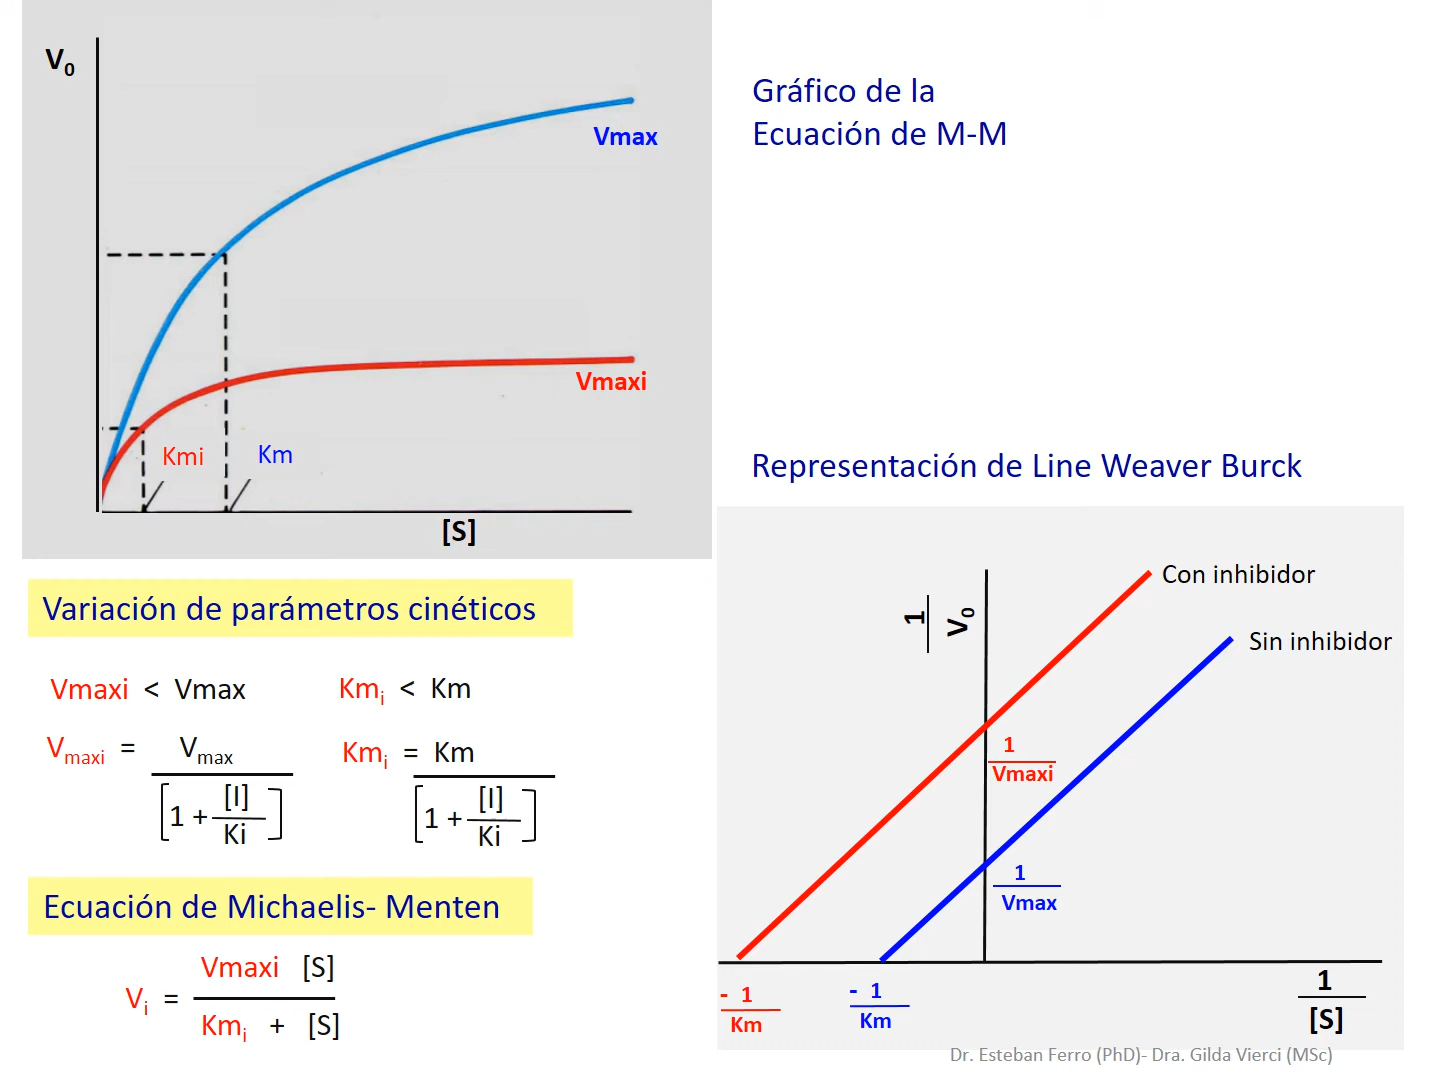 V0
Vmax
Vmaxi
Kmi
Km
[S]
Gráfico de la
Ecuación de M-M
Variación de parámetros cinéticos
Vmaxi < Vmax
Kmi < Km
Vmaxi = Vmax
[1 + [I]
Ki ]
Kmi = Km
[1 + [I]
Ki ]
Ecuación de Michaelis- Menten
Vi = Vmaxi [S]
Kmi + [S]
Representación de Line Weaver Burck
1
V0
Con inhibidor
Sin inhibidor
1
Vmaxi
1
Vmax
- 1
Km
- 1
Km
1
[S]
Dr. Esteban Ferro (PhD)- Dra. Gilda Vierci (MSc)